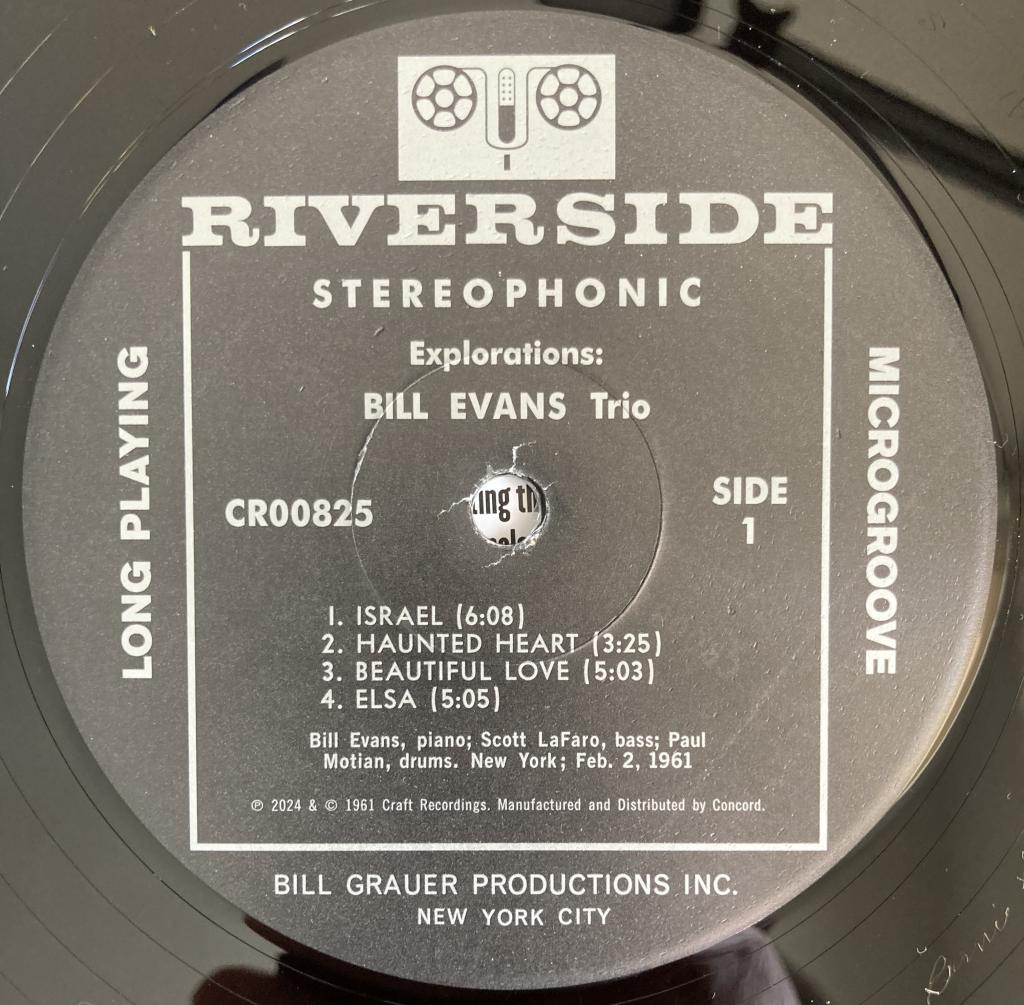 RIVERSIDE
STEREOPHONIC
Explorations:
BILL EVANS Trio
LONG PLAYING
MICROGROOVE
CR00825
ing th
SIDE
1
1. ISRAEL (6:08)
2. HAUNTED HEART (3:25)
3. BEAUTIFUL LOVE (5:03)
4. ELSA (5:05)
Bill Evans, piano; Scott LaFaro, bass; Paul
Motian, drums. New York; Feb. 2, 1961
℗ 2024 & © 1961 Craft Recordings. Manufactured and Distributed by Concord.
BILL GRAUER PRODUCTIONS INC.
NEW YORK CITY